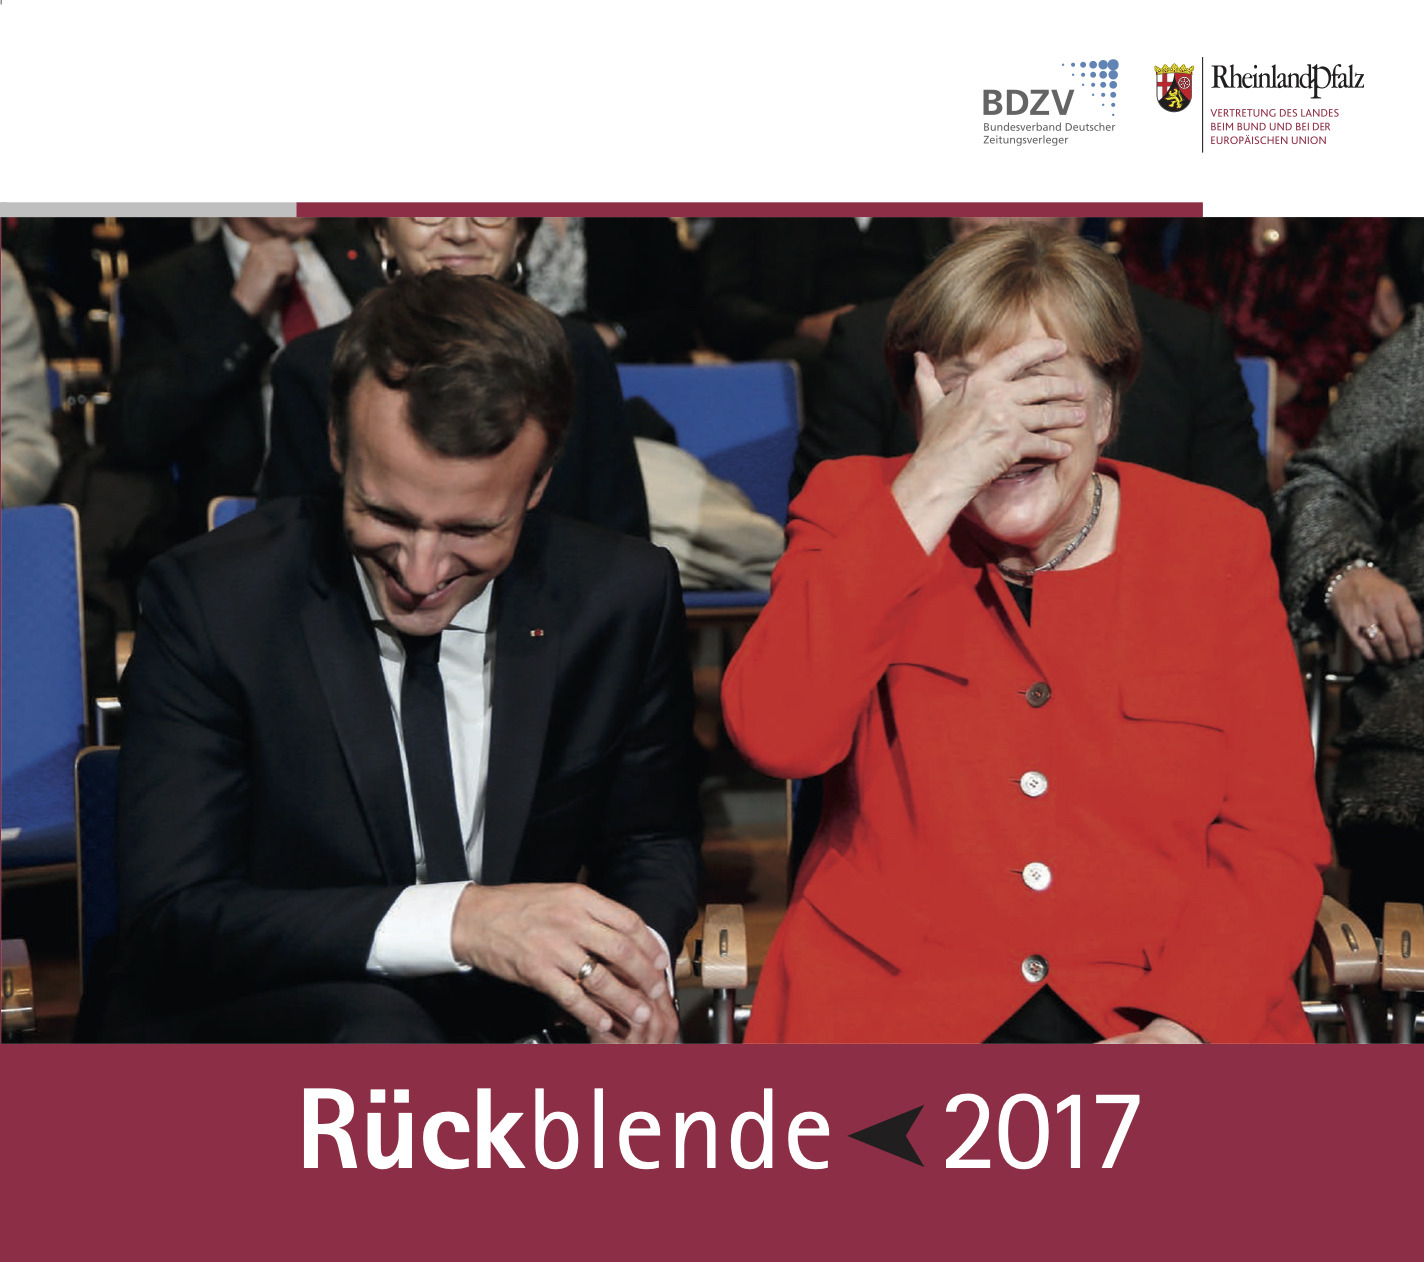 BDZV
Bundesverband Deutscher
Zeitungsverleger
RheinlandPfalz
VERTRETUNG DES LANDES
BEIM BUND UND BEI DER
EUROPÄISCHEN UNION
Rückblende 2017